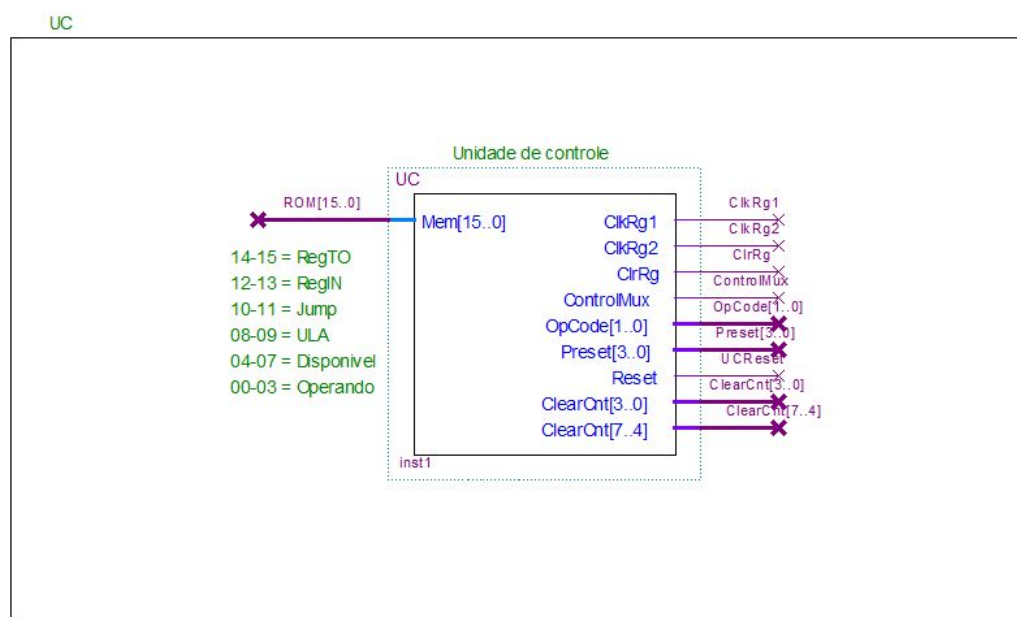 UC
Unidade de controle
UC
ROM[15..0]
Mem[15..0]
14-15 = RegTO
12-13 = RegIN
10-11 = Jump
08-09 = ULA
04-07 = Disponivel
00-03 = Operando
ClkRg1
ClkRg2
ClrRg
ControlMux
OpCode[1..0]
Preset[3..0]
Reset
ClearCnt[3..0]
ClearCnt[7..4]
ClkRg1
ClkRg2
ClrRg
ControlMux
OpCode[1..0]
Preset[3..0]
UCReset
ClearCnt[3..0]
ClearCnt[7..4]
inst1